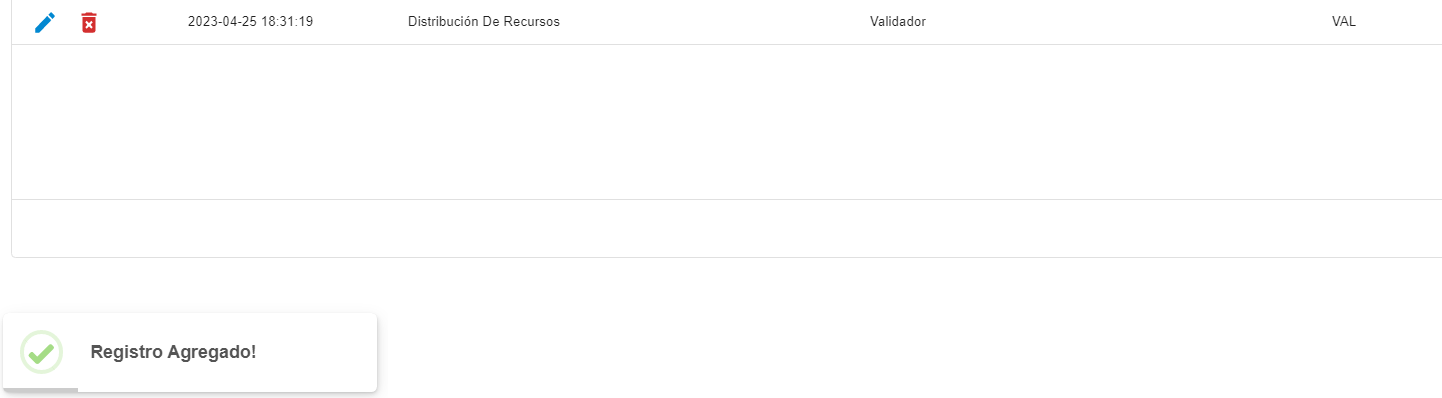 2023-04-25 18:31:19 Distribución De Recursos Validador VAL
Registro Agregado!